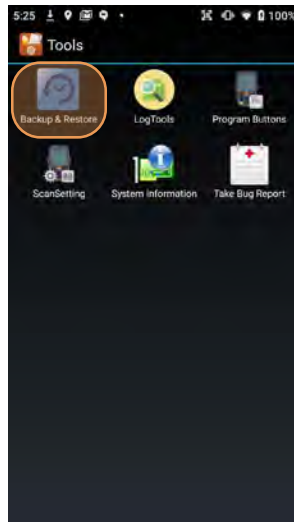 5:25 100%
Tools
Backup & Restore LogTools Program Buttons
ScanSetting System Information Take Bug Report